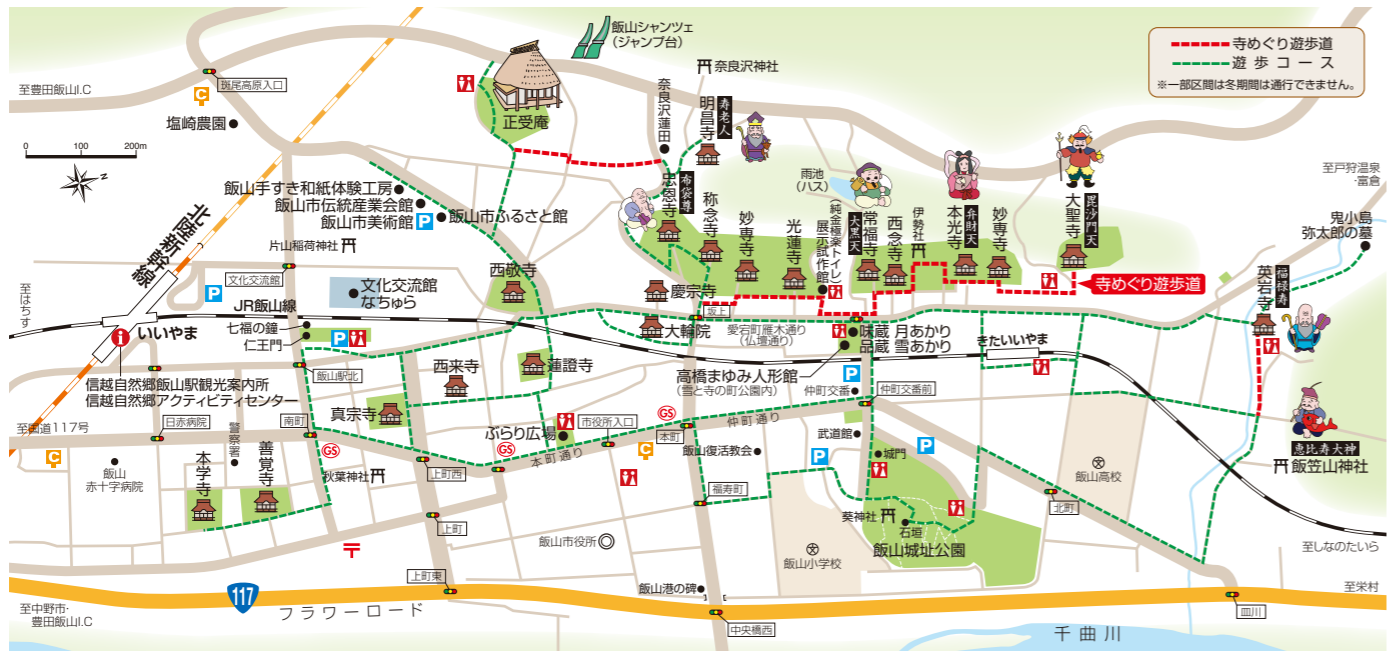 飯山シャンツェ
(ジャンプ台)
寺めぐり遊歩道
遊歩コース
※一部区間は冬期間は通行できません。
奈良沢神社
斑尾高原入口
至豊田飯山I.C
C
塩崎農園
正受庵
奈良沢蓮田
明昌寺
寿老人
0 100 200m
N
雨池
(ハス)
至戸狩温泉
・富倉
飯山手すき和紙体験工房
飯山市伝統産業会館
飯山市美術館
P
飯山市ふるさと館
忠恩寺
布袋尊
称念寺
妙専寺
光蓮寺
展示試作館
(純金極楽トイレ)
大黒天
常福寺
西念寺
伊勢社
本光寺
弁財天
妙専寺
大聖寺
毘沙門天
鬼小島
弥太郎の墓
北陸新幹線
片山稲荷神社
文化交流館
P
文化交流館
なちゅら
西敬寺
慶宗寺
寺めぐり遊歩道
英岩寺
福禄寿
至はちす
JR飯山線
いいやま
七福の鐘
仁王門
P
大輪院
坂上
愛宕町雁木通り
(仏壇通り)
味蔵 月あかり
品蔵 雪あかり
きたいいやま
信越自然郷飯山駅観光案内所
信越自然郷アクティビティセンター
飯山駅北
西来寺
蓮證寺
高橋まゆみ人形館
(雪と寺の町公園内)
P
仲町交番
仲町交番前
至国道117号
日赤病院
南町
真宗寺
ぶらり広場
市役所入口
GS
本町
仲町通り
恵比寿大神
飯笠山神社
C
飯山
赤十字病院
警察署
本学寺
善覚寺
GS
秋葉神社
上町西
GS
本町通り
C
飯山復活教会
武道館
P
城門
P
飯山高校
福寿町
北町
上町
飯山市役所
葵神社
石垣
飯山城址公園
飯山小学校
至しなのたいら
上町東
飯山港の碑
至栄村
117
フラワーロード
至中野市・
豊田飯山I.C
中央橋西
皿川
千曲川